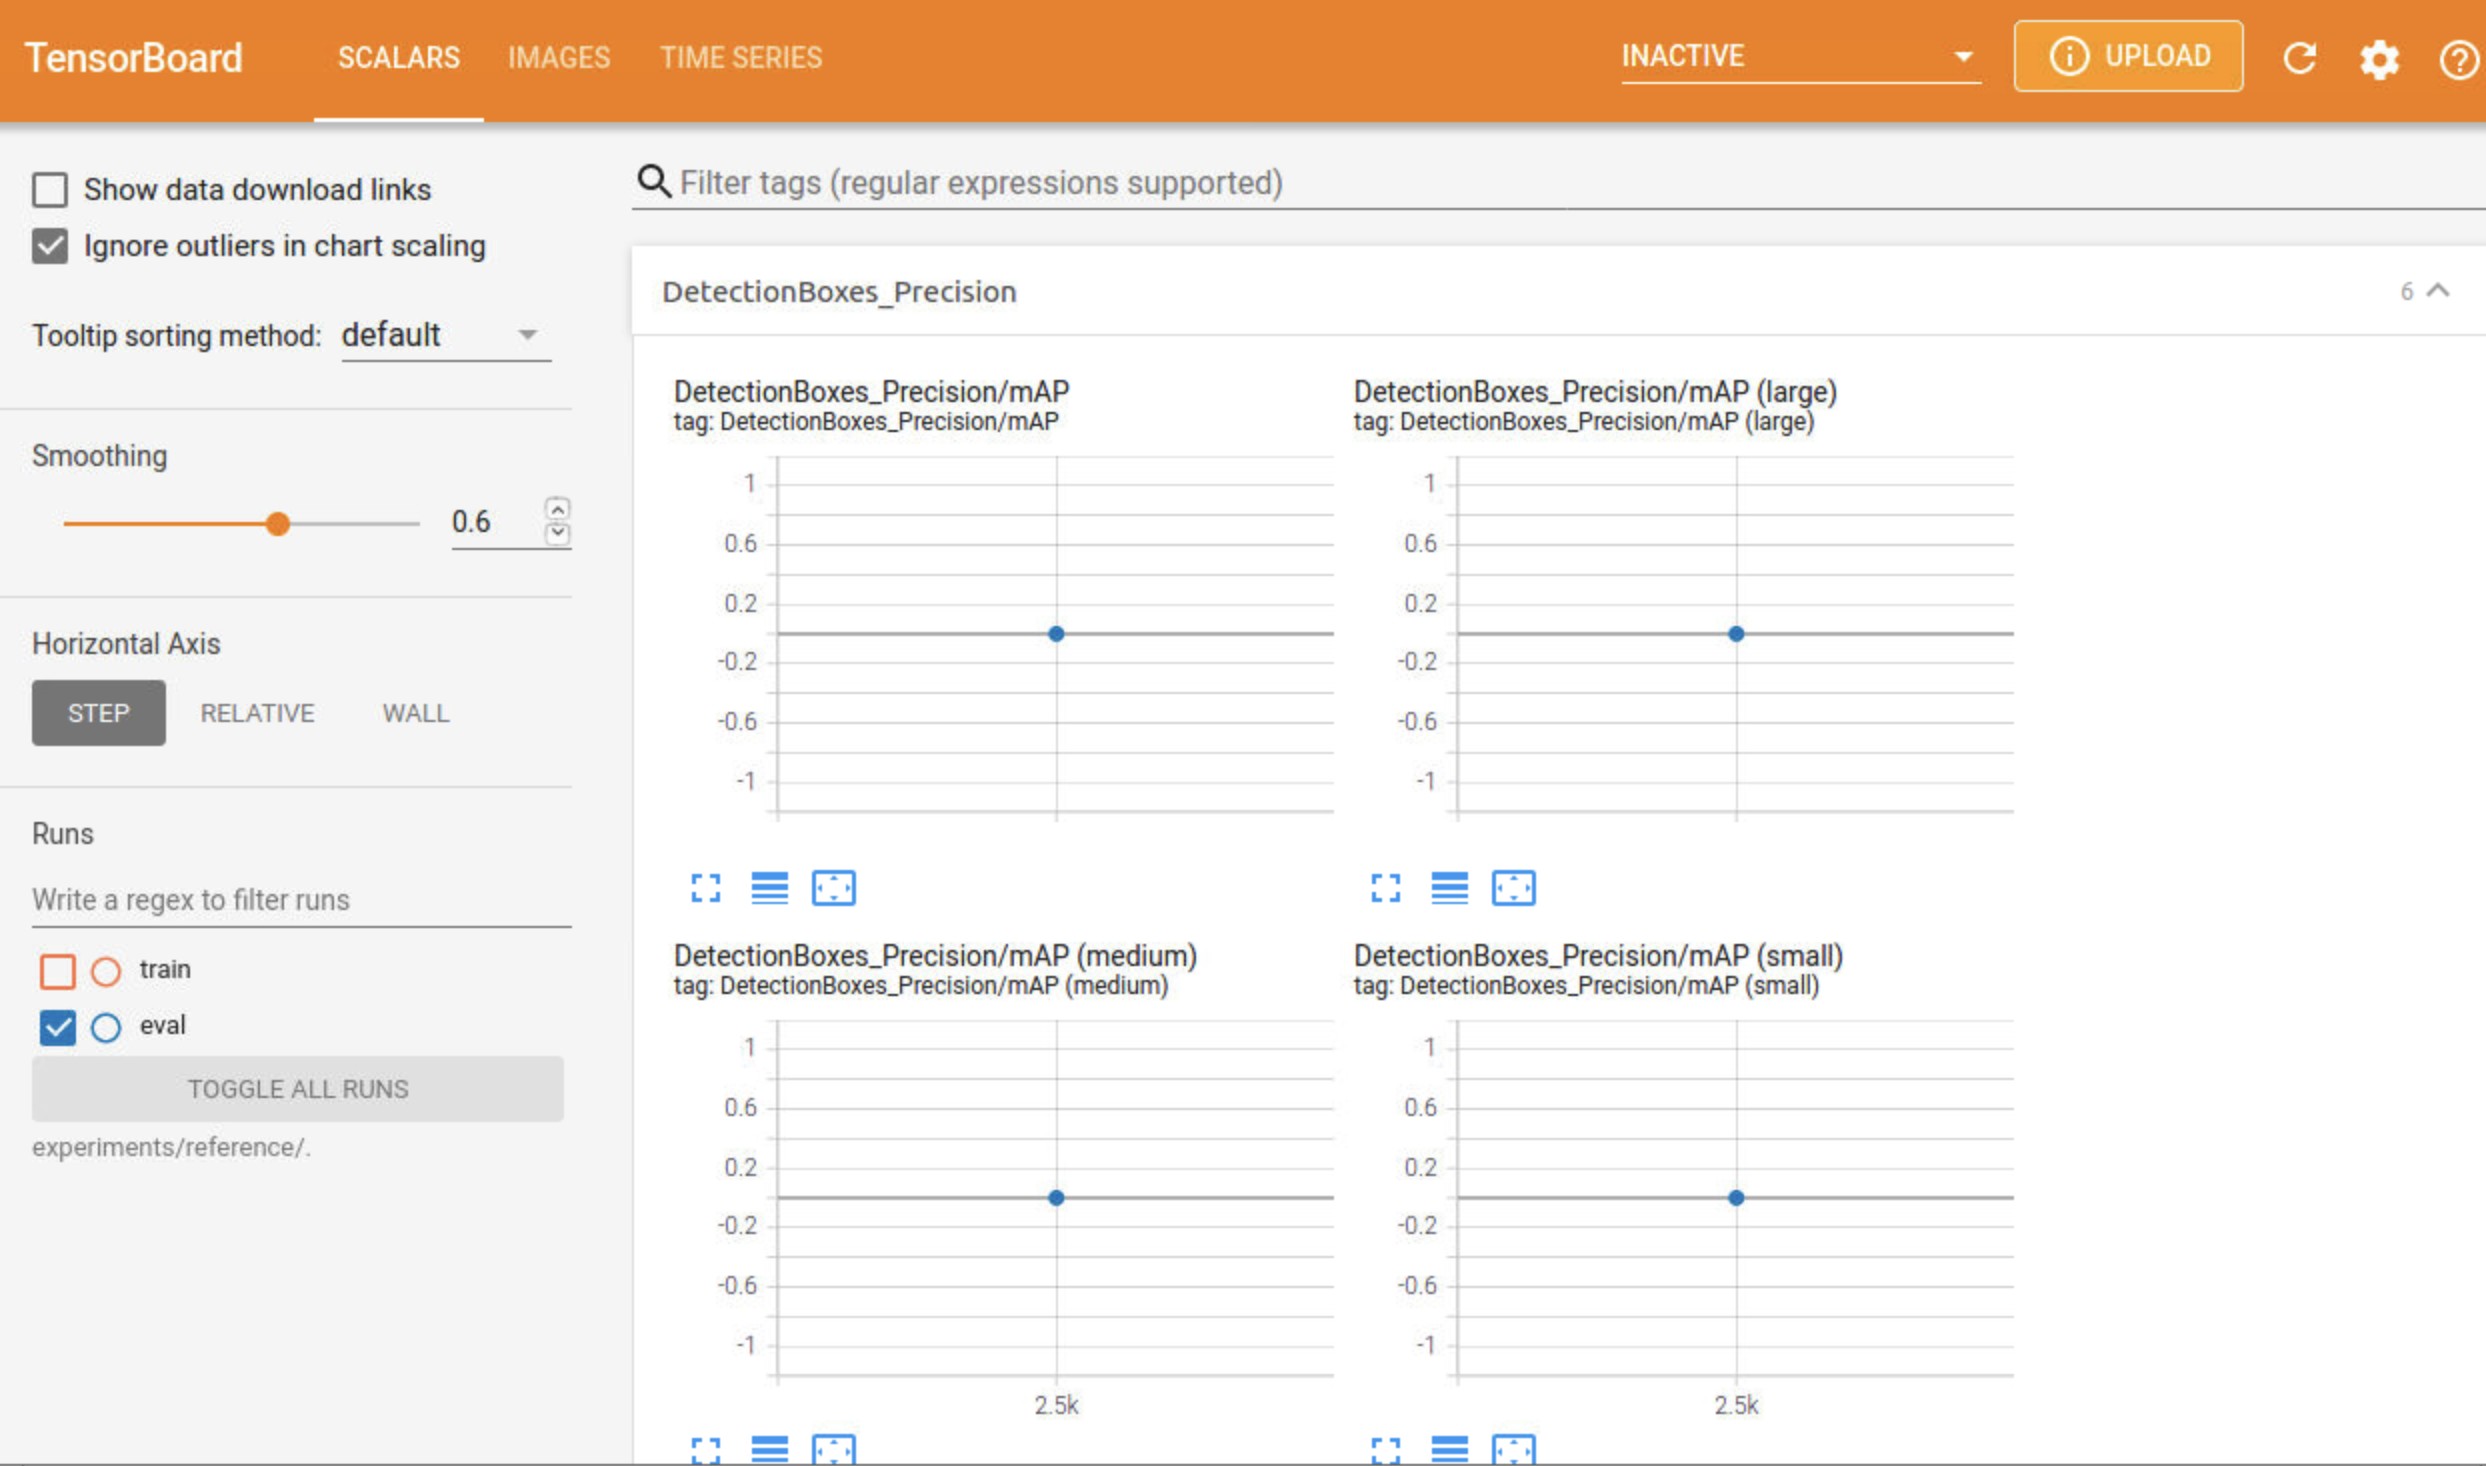 TensorBoard SCALARS IMAGES TIME SERIES INACTIVE UPLOAD
Show data download links
Ignore outliers in chart scaling
Tooltip sorting method: default
Smoothing
0.6
Horizontal Axis
STEP RELATIVE WALL
Runs
Write a regex to filter runs
train
eval
TOGGLE ALL RUNS
experiments/reference/.
Filter tags (regular expressions supported)
DetectionBoxes_Precision 6
DetectionBoxes_Precision/mAP
tag: DetectionBoxes_Precision/mAP
1
0.6
0.2
-0.2
-0.6
-1
DetectionBoxes_Precision/mAP (large)
tag: DetectionBoxes_Precision/mAP (large)
1
0.6
0.2
-0.2
-0.6
-1
DetectionBoxes_Precision/mAP (medium)
tag: DetectionBoxes_Precision/mAP (medium)
1
0.6
0.2
-0.2
-0.6
-1
2.5k
DetectionBoxes_Precision/mAP (small)
tag: DetectionBoxes_Precision/mAP (small)
1
0.6
0.2
-0.2
-0.6
-1
2.5k